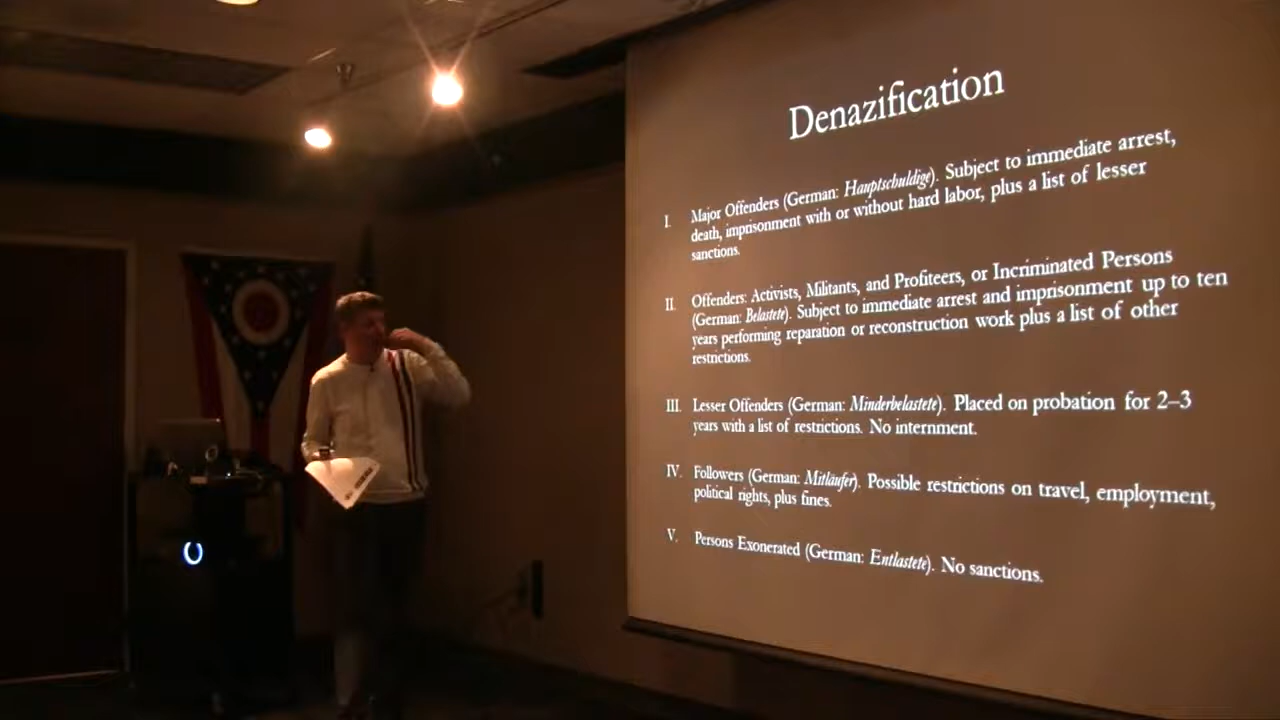 Denazification
I. Major Offenders (German: Hauptschuldige). Subject to immediate arrest,
death, imprisonment with or without hard labor, plus a list of lesser
sanctions.
II. Offenders: Activists, Militants, and Profiteers, or Incriminated Persons
(German: Belastete). Subject to immediate arrest and imprisonment up to ten
years performing reparation or reconstruction work plus a list of other
restrictions.
III. Lesser Offenders (German: Minderbelastete). Placed on probation for 2–3
years with a list of restrictions. No internment.
IV. Followers (German: Mitläufer). Possible restrictions on travel, employment,
political rights, plus fines.
V. Persons Exonerated (German: Entlastete). No sanctions.